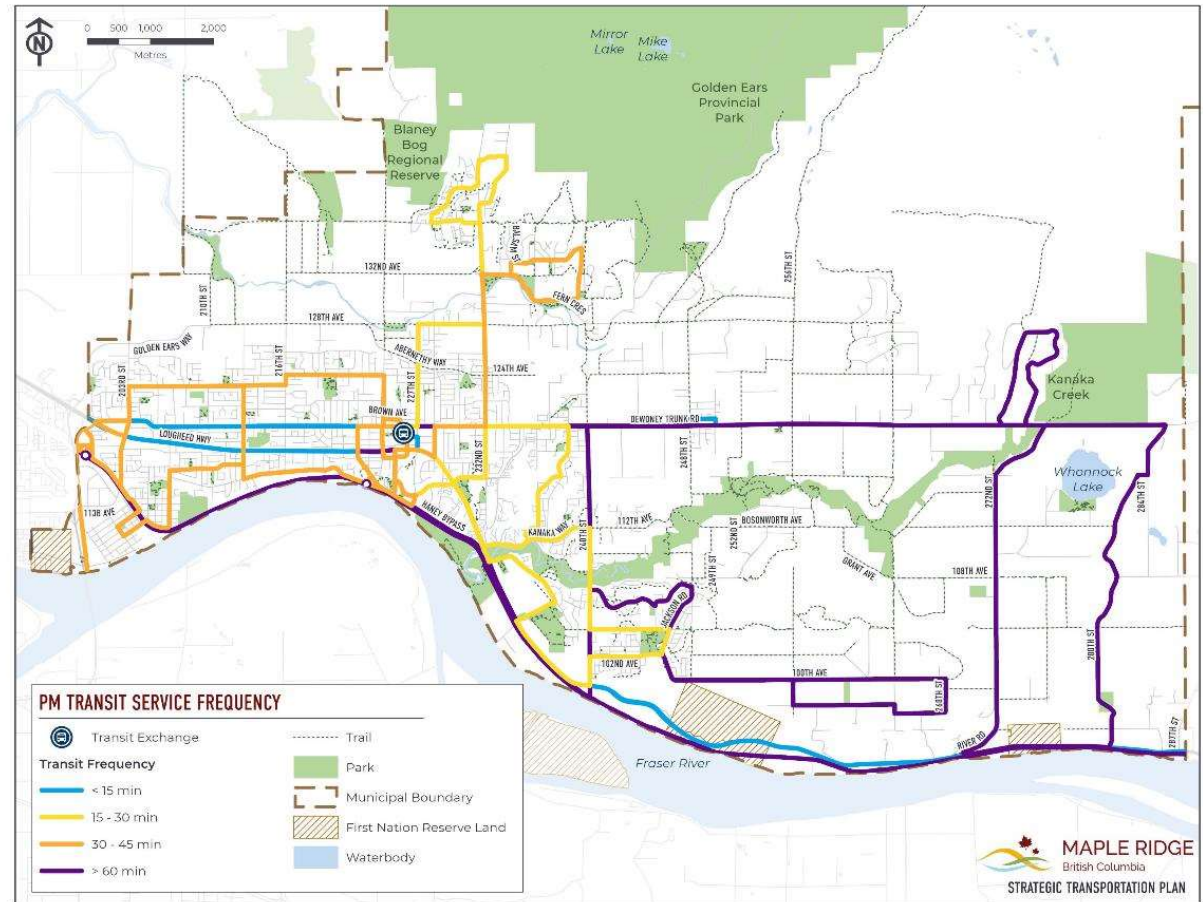 N
0 500 1,000 2,000
Metres
Mirror
Lake
Mike
Lake
Golden Ears
Provincial
Park
Blaney
Bog
Regional
Reserve
BALSAM ST
132ND AVE
FERN CRES
256TH ST
210TH ST
128TH AVE
GOLDEN EARS WAY
ABERNETHY WAY
203RD ST
216TH ST
227TH ST
124TH AVE
Kanaka
Creek
BROWN AVE
DEWDNEY TRUNK RD
LOUGHEED HWY
232ND ST
248TH ST
Whonnock
Lake
272ND ST
284TH ST
113B AVE
HANEY BYPASS
KANAKA WAY
240TH ST
112TH AVE
252ND ST
BOSONWORTH AVE
GRANT AVE
108TH AVE
249TH ST
JACKSON RD
102ND AVE
100TH AVE
268TH ST
280TH ST
RIVER RD
287TH ST
Fraser River
PM TRANSIT SERVICE FREQUENCY
Transit Exchange
Transit Frequency
< 15 min
15 - 30 min
30 - 45 min
> 60 min
Trail
Park
Municipal Boundary
First Nation Reserve Land
Waterbody
MAPLE RIDGE
British Columbia
STRATEGIC TRANSPORTATION PLAN